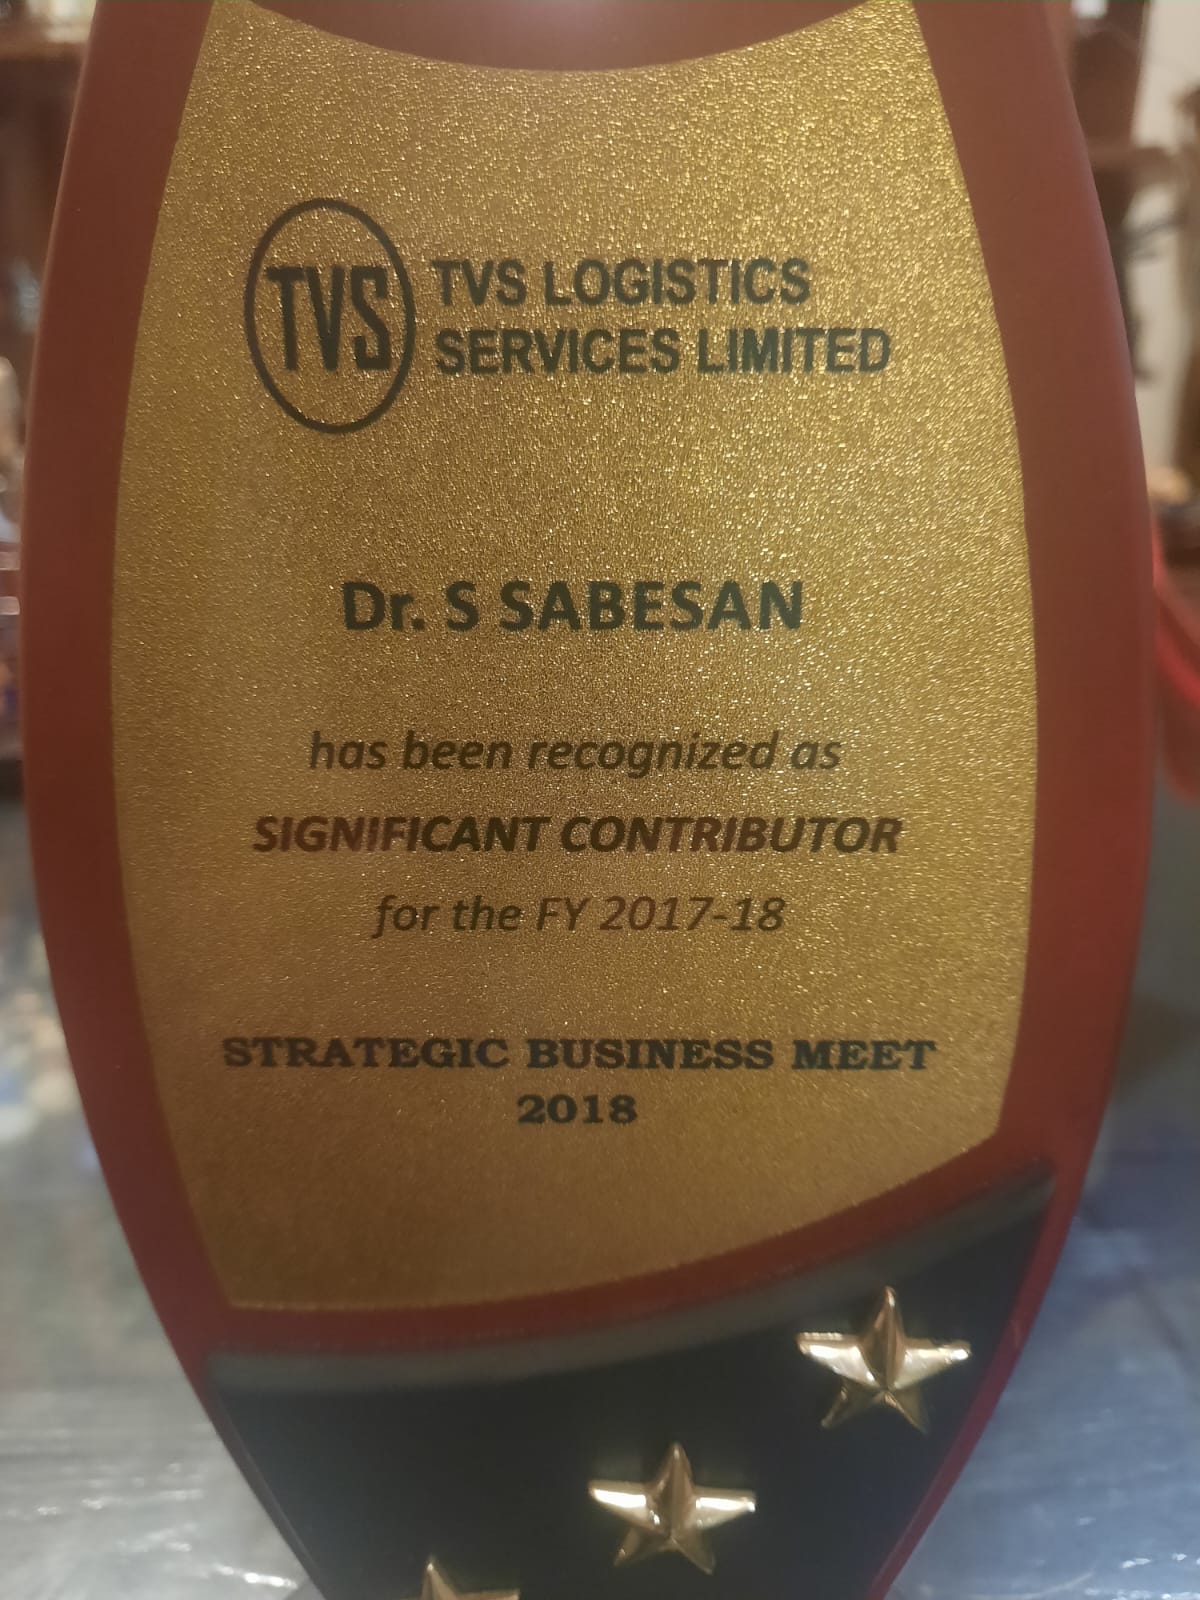 TVS
TVS LOGISTICS
SERVICES LIMITED
Dr. S SABESAN
has been recognized as
SIGNIFICANT CONTRIBUTOR
for the FY 2017-18
STRATEGIC BUSINESS MEET
2018